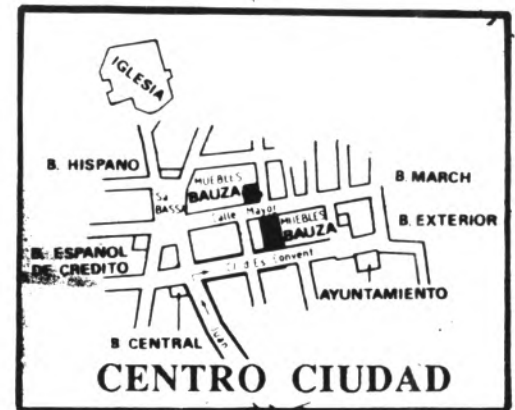 IGLESIA
B. HISPANO
MUEBLES
BAUZA
Sa
BASSA
Calle Mayor
B. MARCH
MUEBLES
BAUZA
B. EXTERIOR
B. ESPAÑOL
DE CREDITO
C/. d Es Convent
AYUNTAMIENTO
B CENTRAL
Juan
CENTRO CIUDAD